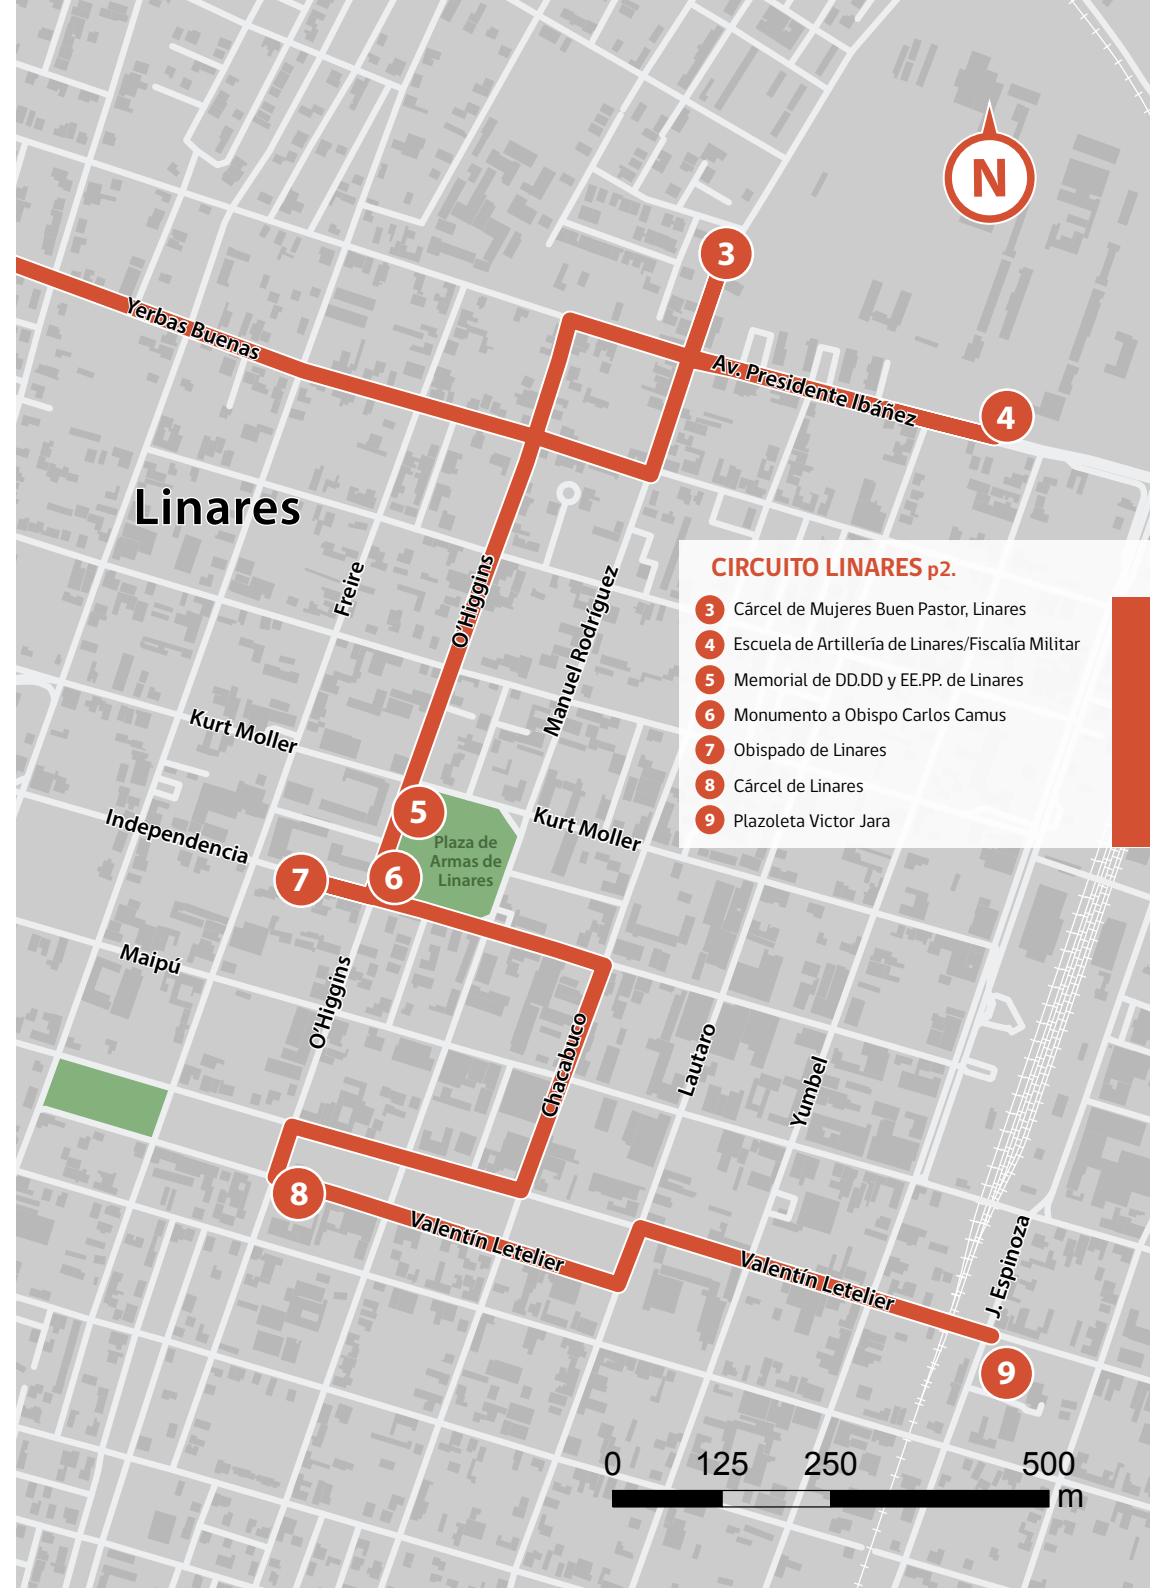 N
3
Yerbas Buenas
Av. Presidente Ibáñez
4
Linares
Freire
O'Higgins
Manuel Rodríguez
CIRCUITO LINARES p2.
3 Cárcel de Mujeres Buen Pastor, Linares
4 Escuela de Artillería de Linares/Fiscalía Militar
5 Memorial de DD.DD y EE.PP. de Linares
6 Monumento a Obispo Carlos Camus
7 Obispado de Linares
8 Cárcel de Linares
9 Plazoleta Victor Jara
Kurt Moller
5
Kurt Moller
Independencia
Plaza de
Armas de
Linares
7
6
Maipú
O'Higgins
Chacabuco
Lautaro
Yumbel
8
Valentín Letelier
Valentín Letelier
J. Espinoza
9
0 125 250 500
m